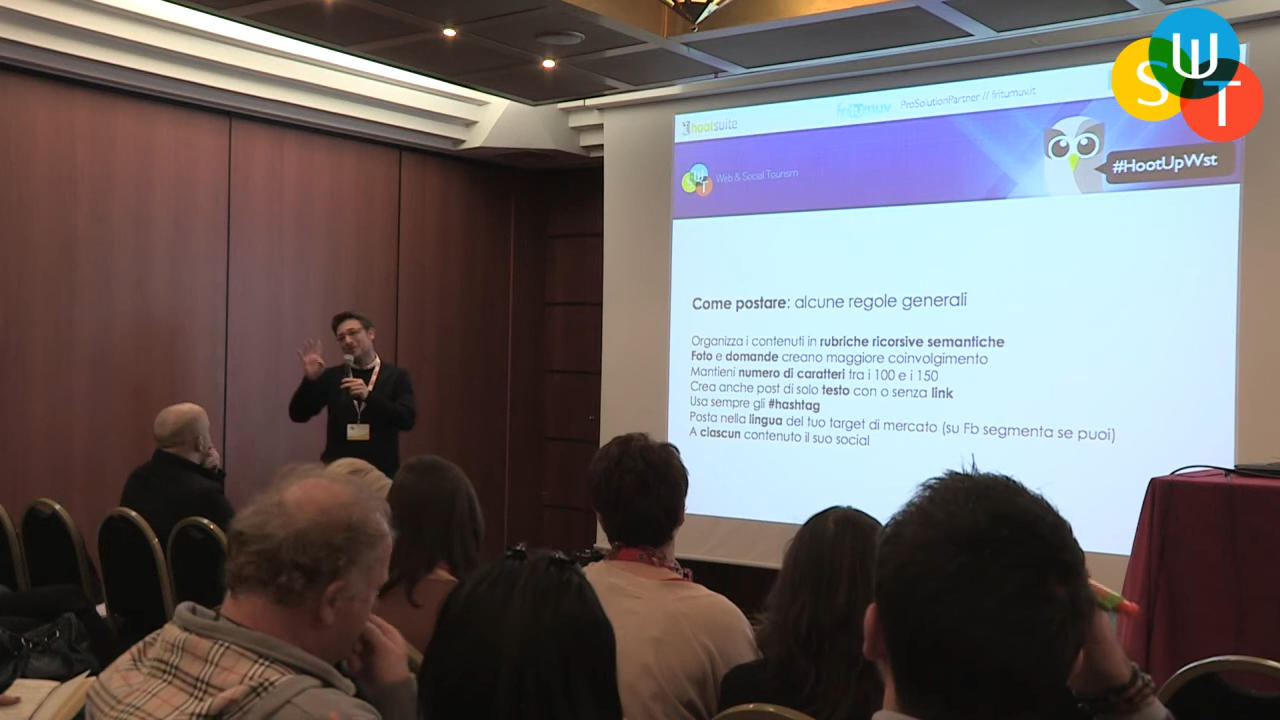 S W T
hootsuite
fritumuv ProSolutionPartner // fritumuv.it
SWT Web & Social Tourism
#HootUpWst
Come postare: alcune regole generali
Organizza i contenuti in rubriche ricorsive semantiche
Foto e domande creano maggiore coinvolgimento
Mantieni numero di caratteri tra i 100 e i 150
Crea anche post di solo testo con o senza link
Usa sempre gli #hashtag
Posta nella lingua del tuo target di mercato (su Fb segmenta se puoi)
A ciascun contenuto il suo social